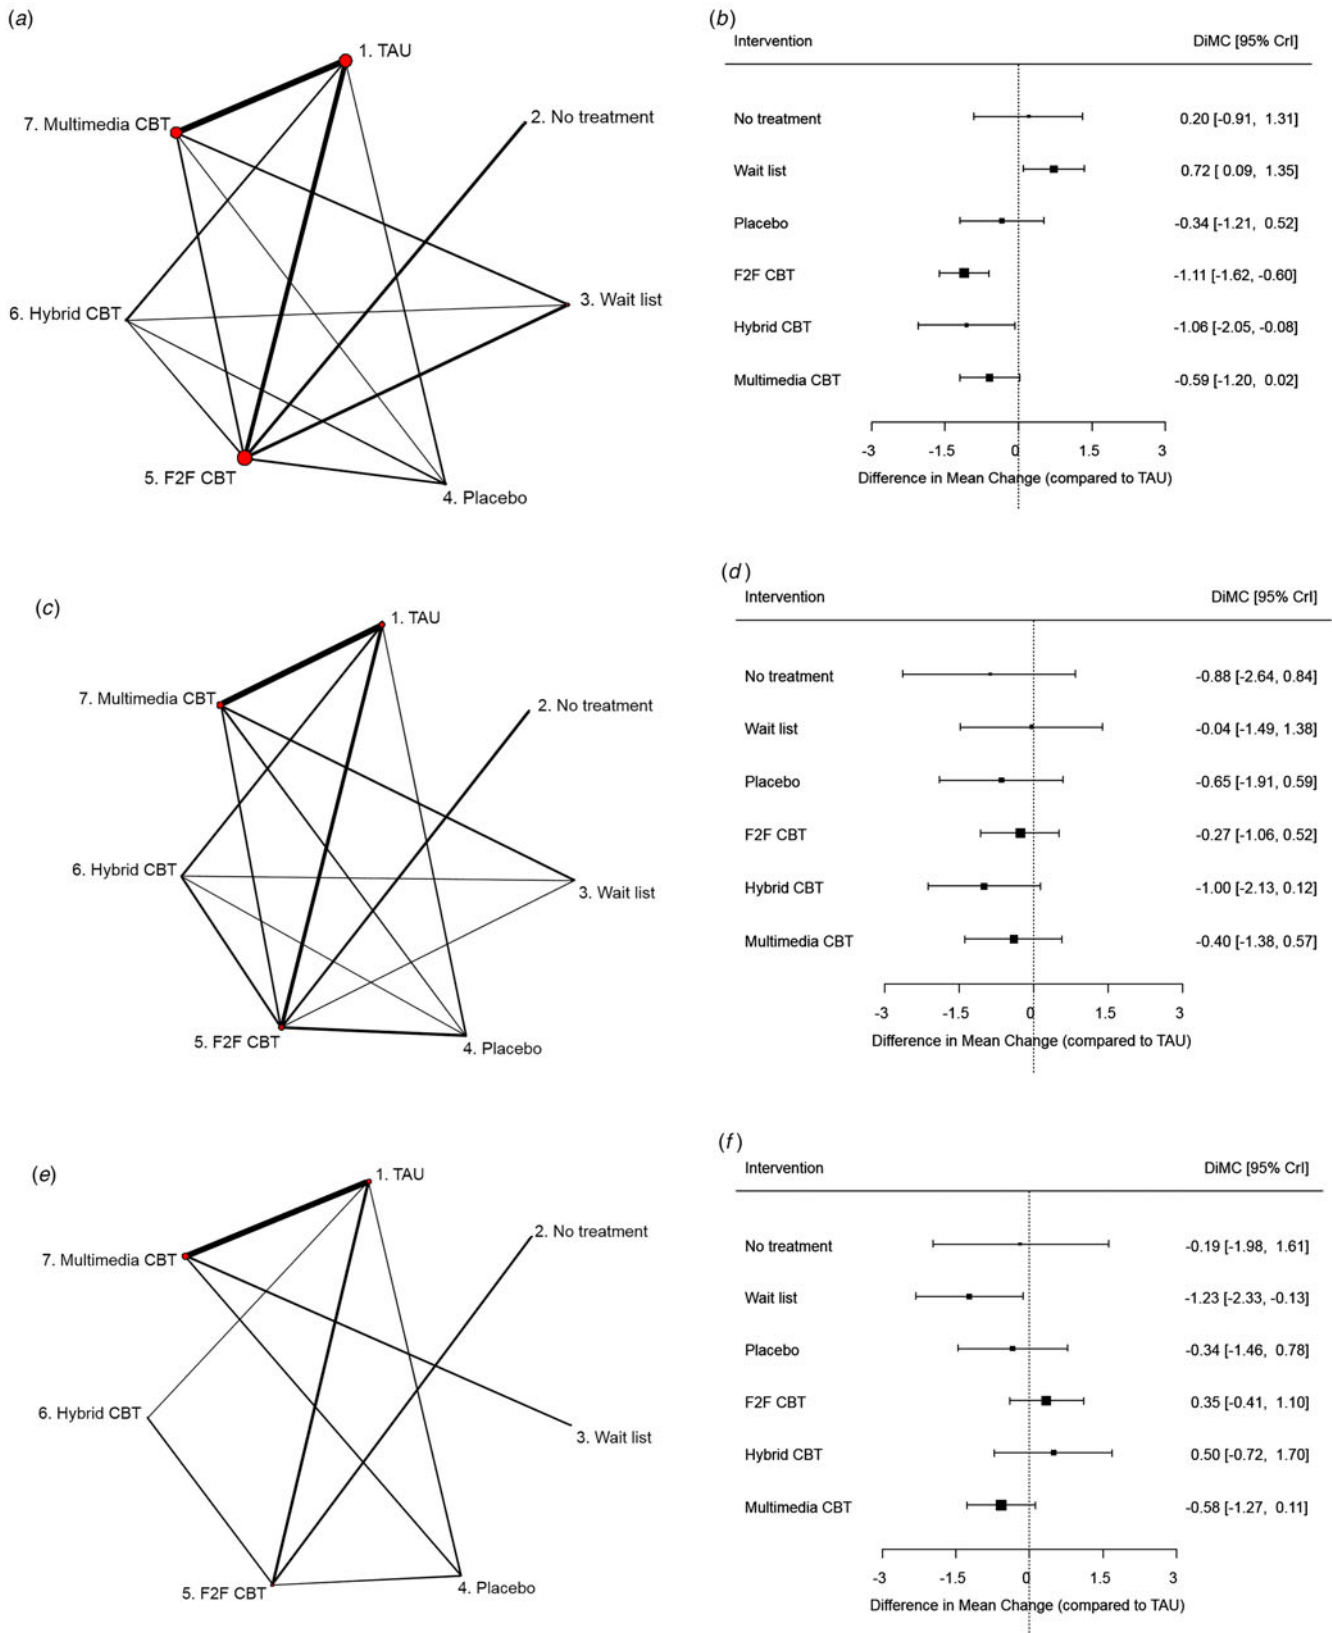 (a)
1. TAU
7. Multimedia CBT
2. No treatment
6. Hybrid CBT
3. Wait list
5. F2F CBT
4. Placebo
(b)
Intervention DiMC [95% CrI]
No treatment 0.20 [-0.91, 1.31]
Wait list 0.72 [ 0.09, 1.35]
Placebo -0.34 [-1.21, 0.52]
F2F CBT -1.11 [-1.62, -0.60]
Hybrid CBT -1.06 [-2.05, -0.08]
Multimedia CBT -0.59 [-1.20, 0.02]
-3 -1.5 0 1.5 3
Difference in Mean Change (compared to TAU)
(c)
1. TAU
7. Multimedia CBT
2. No treatment
6. Hybrid CBT
3. Wait list
5. F2F CBT
4. Placebo
(d)
Intervention DiMC [95% CrI]
No treatment -0.88 [-2.64, 0.84]
Wait list -0.04 [-1.49, 1.38]
Placebo -0.65 [-1.91, 0.59]
F2F CBT -0.27 [-1.06, 0.52]
Hybrid CBT -1.00 [-2.13, 0.12]
Multimedia CBT -0.40 [-1.38, 0.57]
-3 -1.5 0 1.5 3
Difference in Mean Change (compared to TAU)
(e)
1. TAU
2. No treatment
7. Multimedia CBT
6. Hybrid CBT
3. Wait list
5. F2F CBT
4. Placebo
(f)
Intervention DiMC [95% CrI]
No treatment -0.19 [-1.98, 1.61]
Wait list -1.23 [-2.33, -0.13]
Placebo -0.34 [-1.46, 0.78]
F2F CBT 0.35 [-0.41, 1.10]
Hybrid CBT 0.50 [-0.72, 1.70]
Multimedia CBT -0.58 [-1.27, 0.11]
-3 -1.5 0 1.5 3
Difference in Mean Change (compared to TAU)